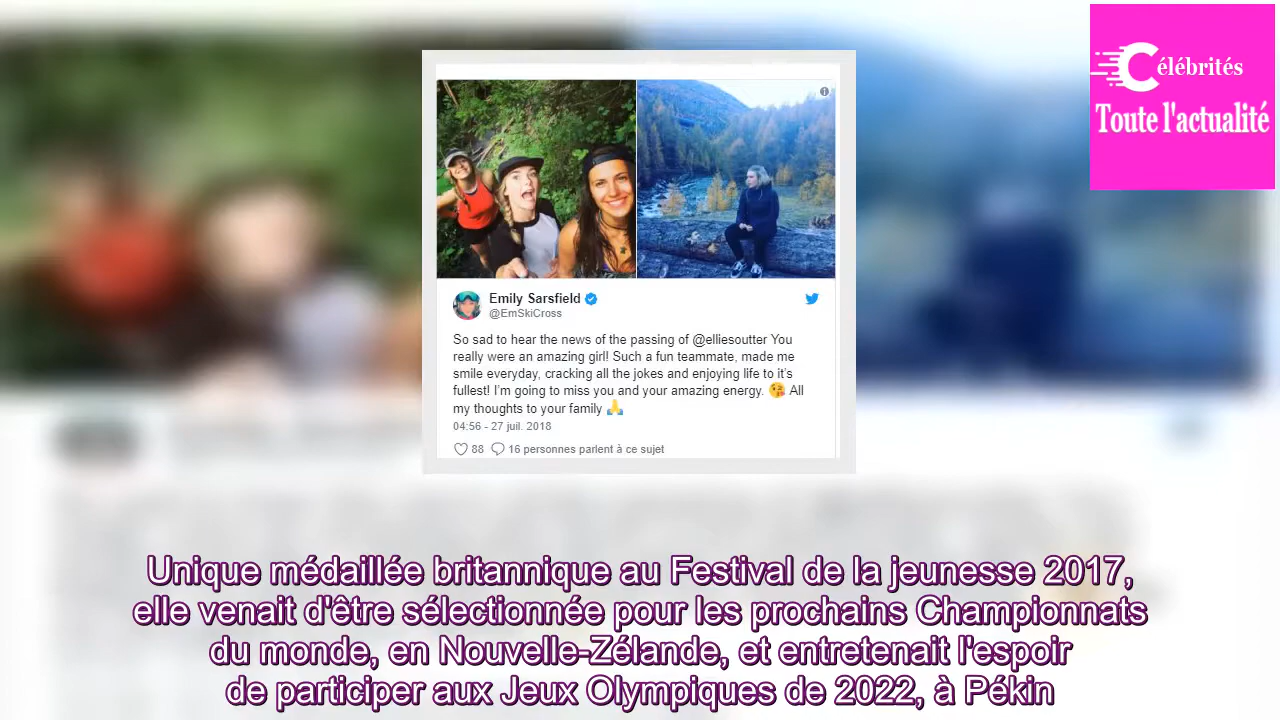 Célébrités
Toute l'actualité
Emily Sarsfield
@EmSkiCross
So sad to hear the news of the passing of @elliesoutter You
really were an amazing girl! Such a fun teammate, made me
smile everyday, cracking all the jokes and enjoying life to it's
fullest! I'm going to miss you and your amazing energy. 😘 All
my thoughts to your family 🙏
04:56 - 27 juil. 2018
88 16 personnes parlent à ce sujet
Unique médaillée britannique au Festival de la jeunesse 2017,
elle venait d'être sélectionnée pour les prochains Championnats
du monde, en Nouvelle-Zélande, et entretenait l'espoir
de participer aux Jeux Olympiques de 2022, à Pékin